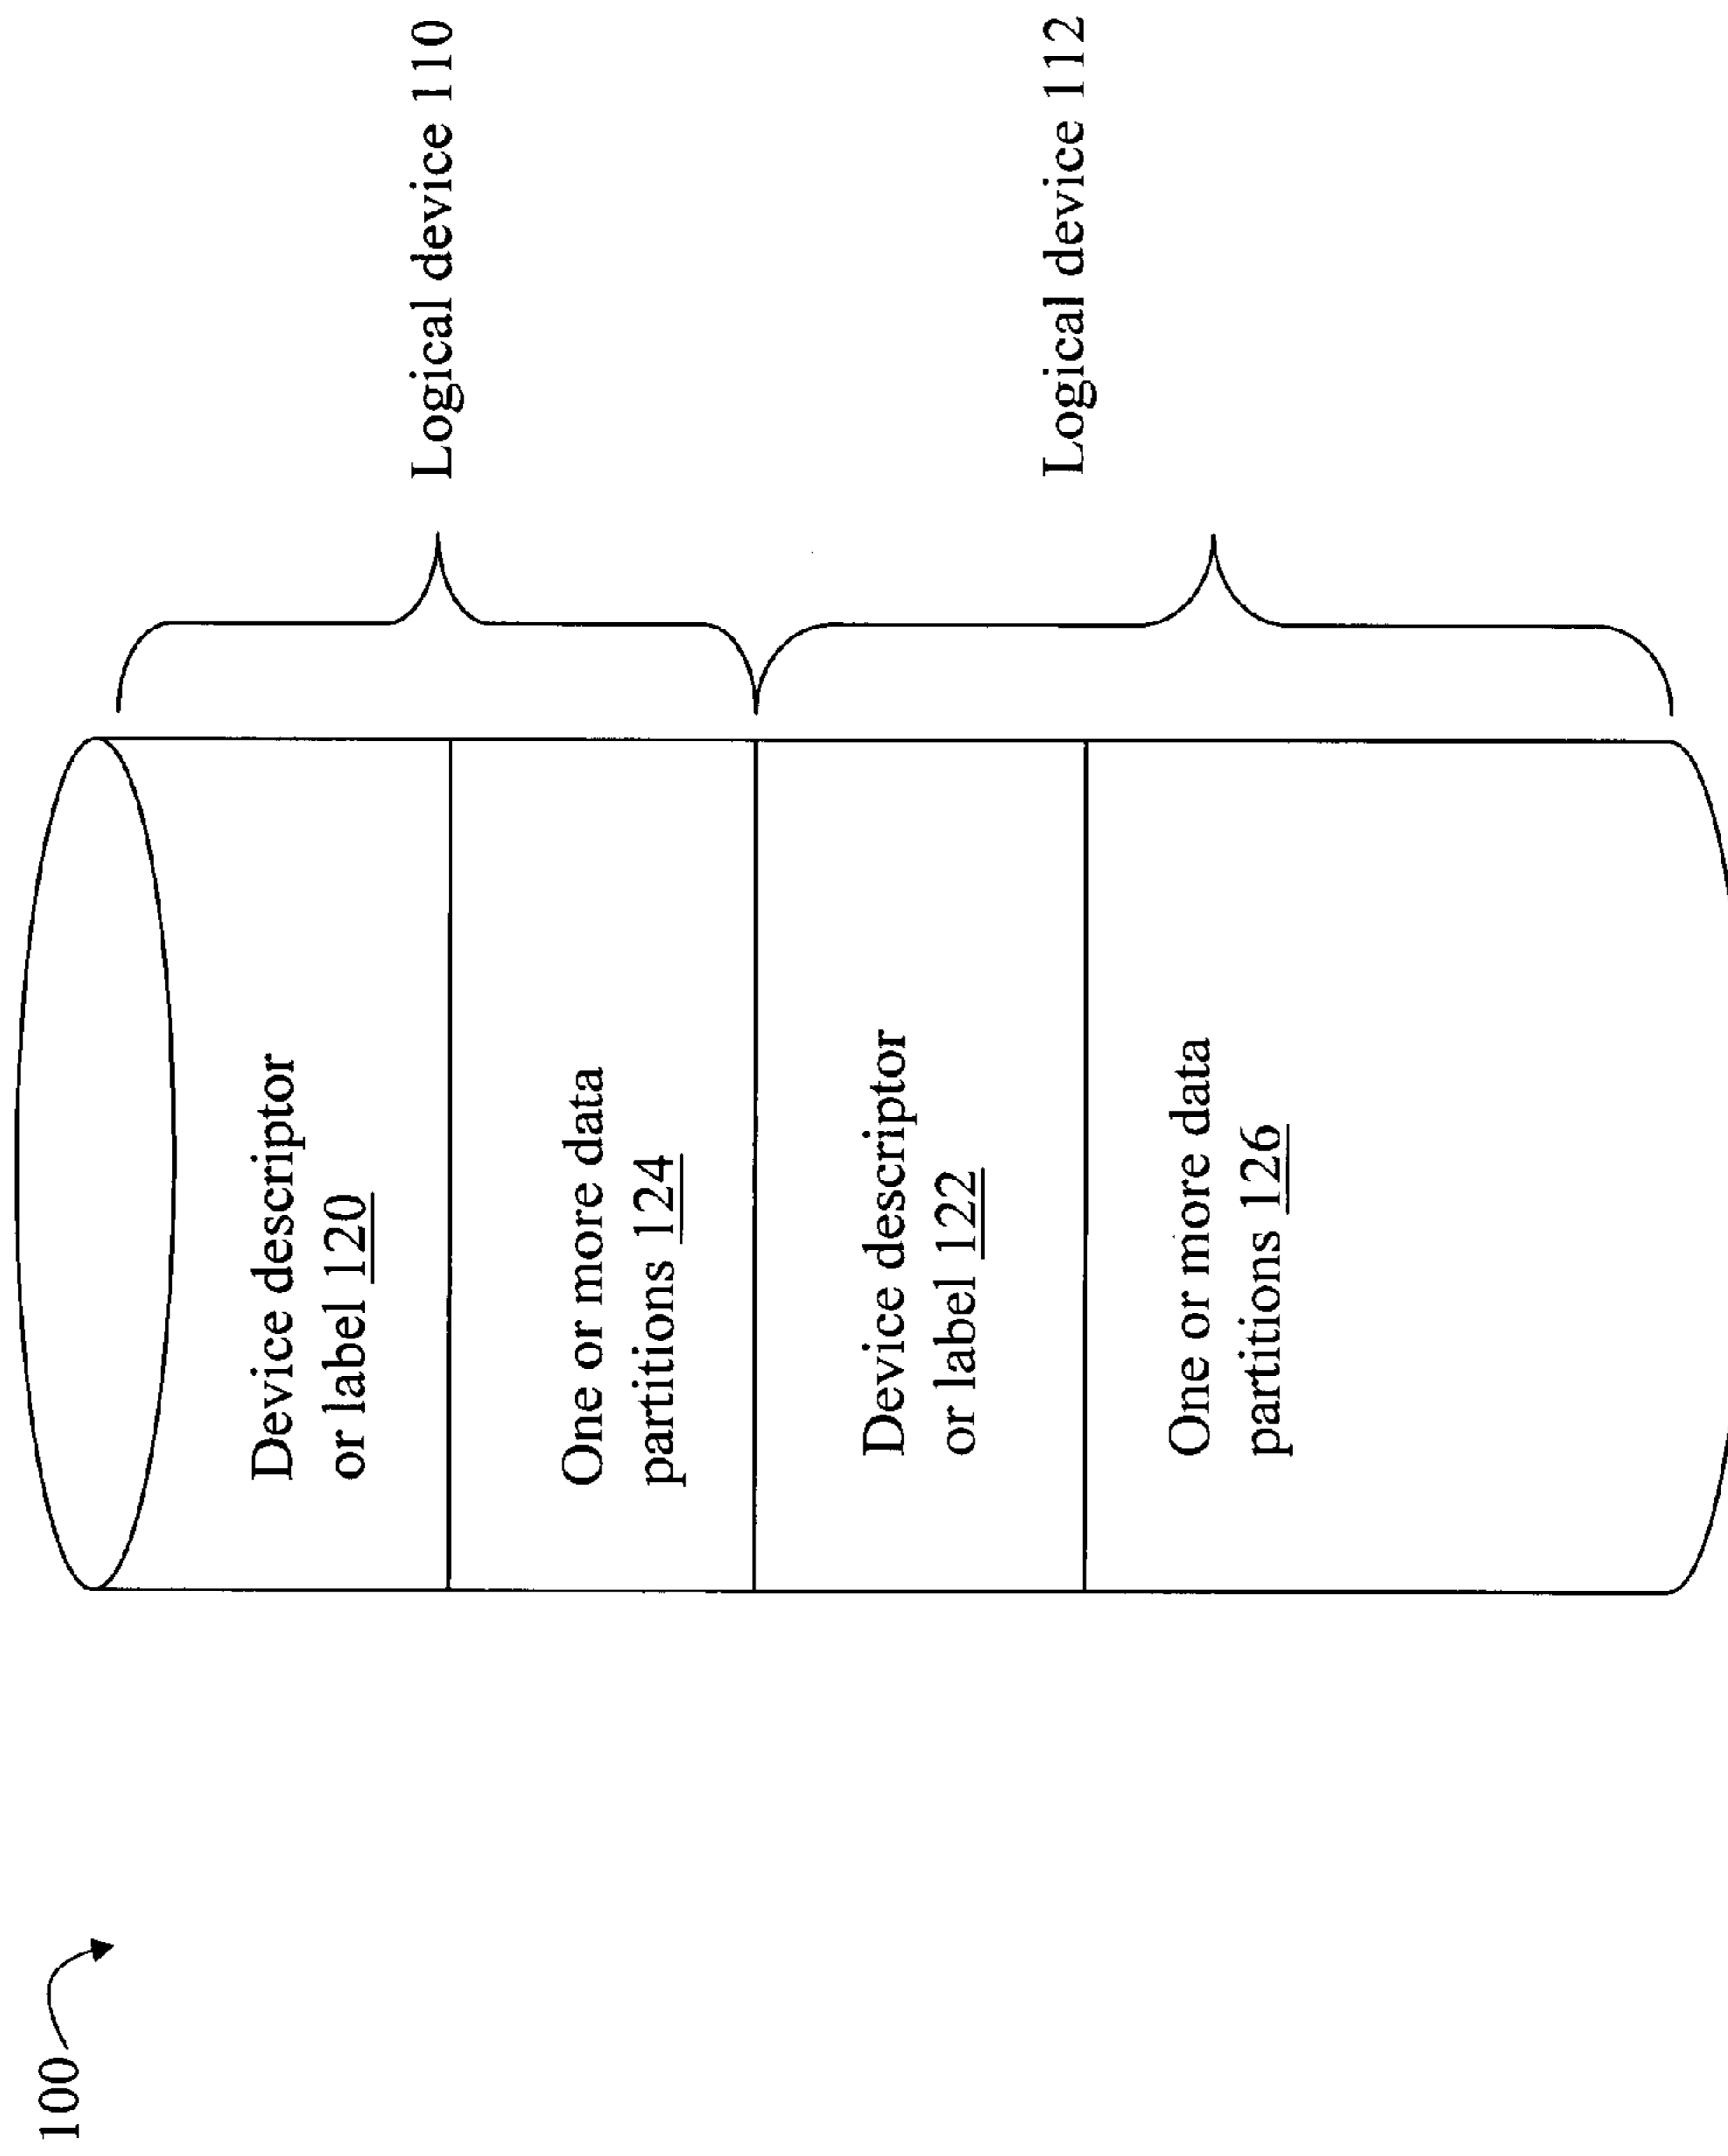 100
Device descriptor
or label 120
One or more data
partitions 124
Device descriptor
or label 122
One or more data
partitions 126
Logical device 110
Logical device 112